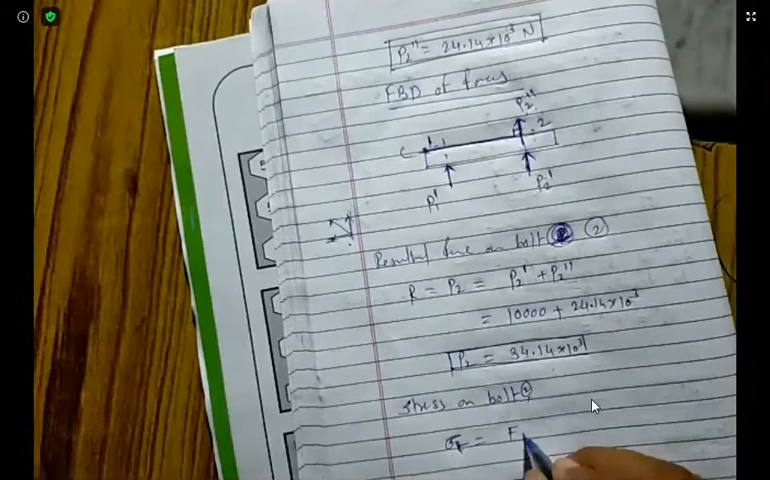 P₂'' = 24.14×10³ N
FBD of forces
P₂''
C 1 2
P₁' P₂'
Resultant force on bolt ②
R = P₂ = P₂' + P₂''
= 10000 + 24.14×10³
P₂ = 34.14×10³
Stress on bolt ②
σt = F